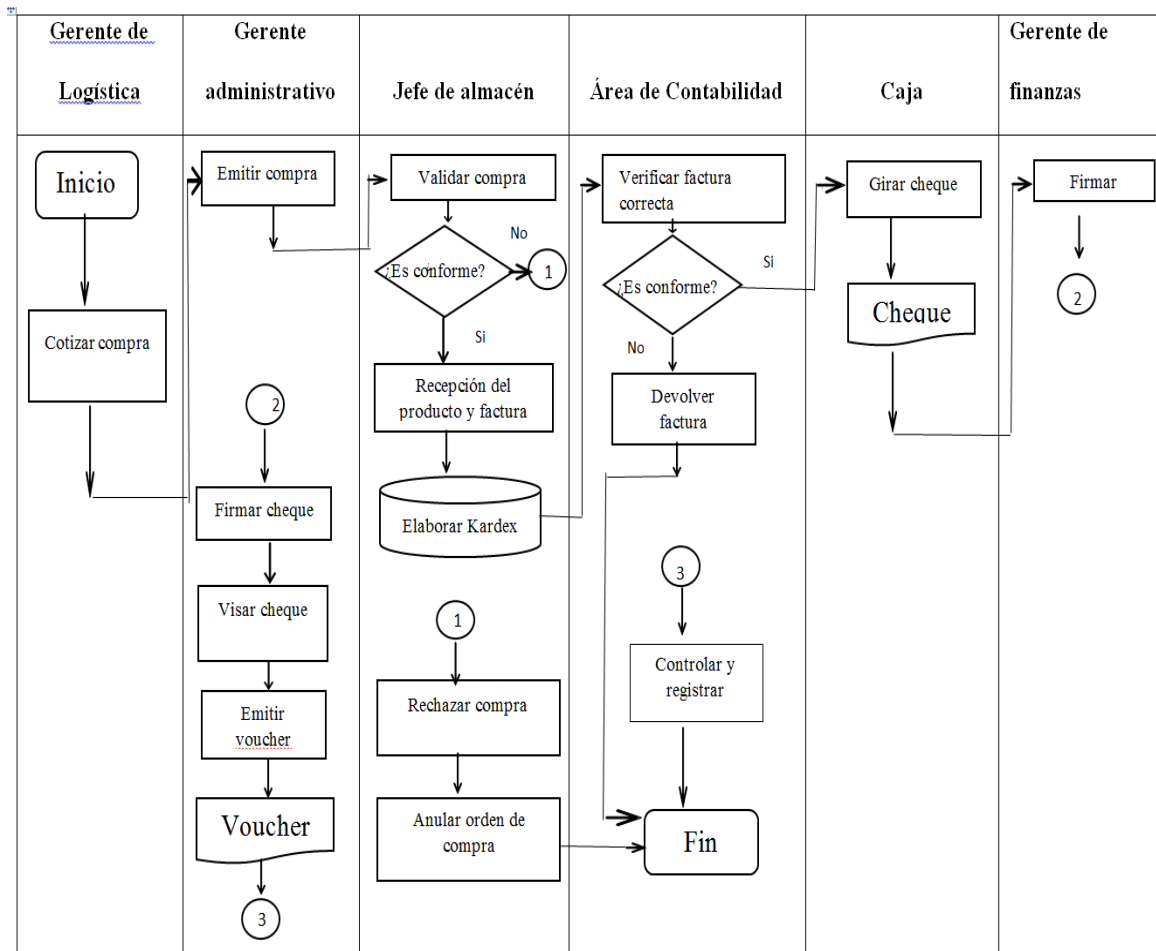 Gerente de
Logística
Gerente
administrativo
Jefe de almacén
Área de Contabilidad
Caja
Gerente de
finanzas
Inicio
Cotizar compra
Emitir compra
2
Firmar cheque
Visar cheque
Emitir
voucher
Voucher
3
Validar compra
¿Es conforme?
No
1
Si
Recepción del
producto y factura
Elaborar Kardex
1
Rechazar compra
Anular orden de
compra
Verificar factura
correcta
¿Es conforme?
Si
No
Devolver
factura
3
Controlar y
registrar
Fin
Girar cheque
Cheque
Firmar
2